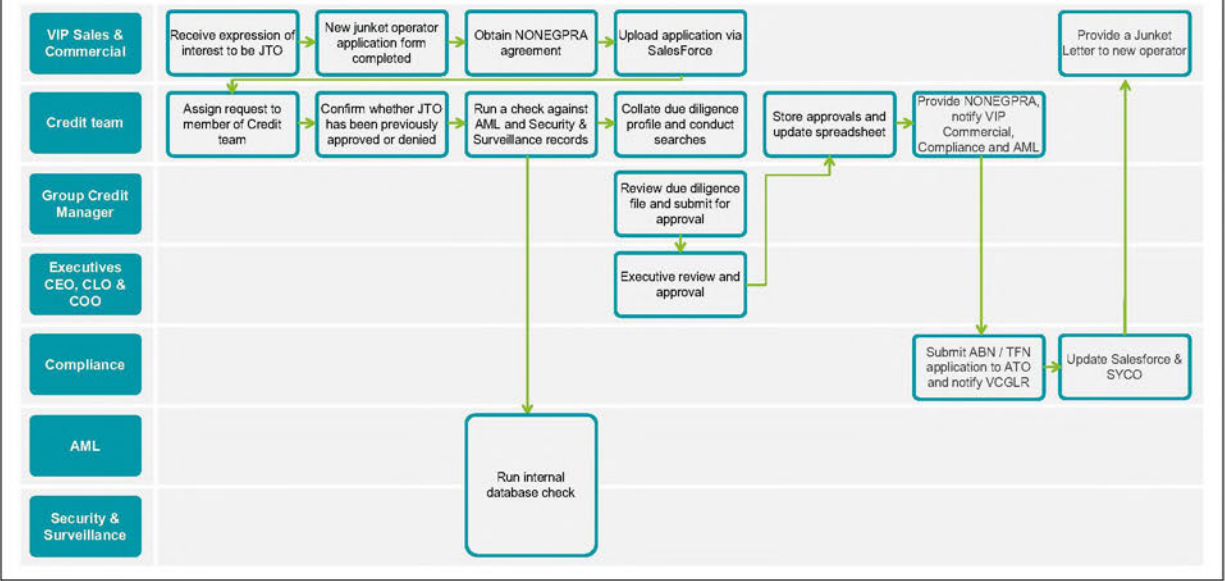 VIP Sales &
Commercial
Receive expression of
interest to be JTO
New junket operator
application form
completed
Obtain NONEGPRA
agreement
Upload application via
SalesForce
Provide a Junket
Letter to new operator
Credit team
Assign request to
member of Credit
team
Confirm whether JTO
has been previously
approved or denied
Run a check against
AML and Security &
Surveillance records
Collate due diligence
profile and conduct
searches
Store approvals and
update spreadsheet
Provide NONEGPRA,
notify VIP
Commercial,
Compliance and AML
Group Credit
Manager
Review due diligence
file and submit for
approval
Executives
CEO, CLO &
COO
Executive review and
approval
Compliance
Submit ABN / TFN
application to ATO
and notify VCGLR
Update Salesforce &
SYCO
AML
Run internal
database check
Security &
Surveillance